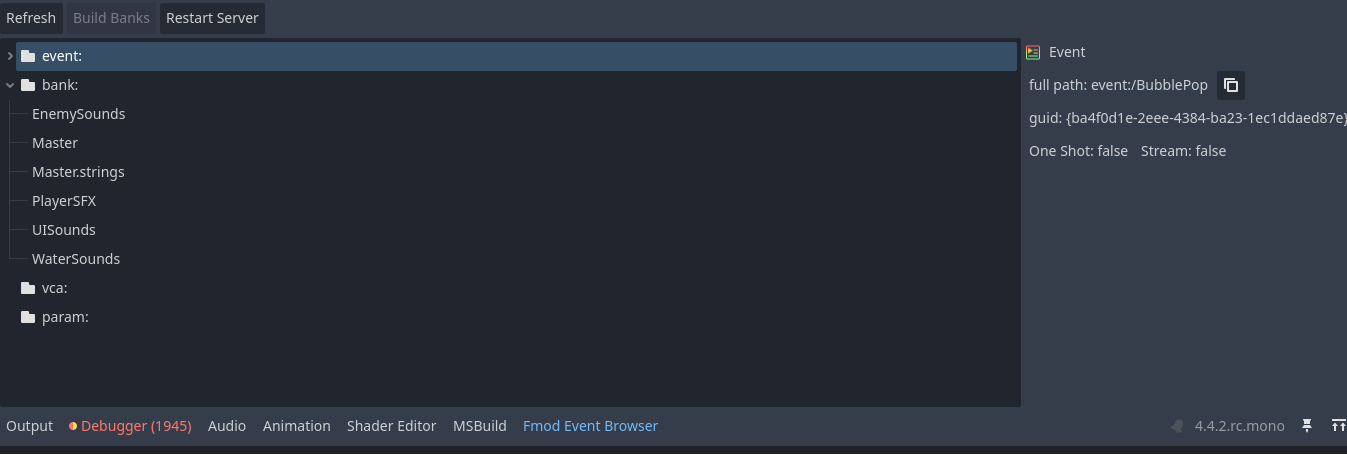 Refresh Build Banks Restart Server
event:
bank:
EnemySounds
Master
Master.strings
PlayerSFX
UISounds
WaterSounds
vca:
param:
Event
full path: event:/BubblePop
guid: {ba4f0d1e-2eee-4384-ba23-1ec1ddaed87e}
One Shot: false Stream: false
Output Debugger (1945) Audio Animation Shader Editor MSBuild Fmod Event Browser 4.4.2.rc.mono